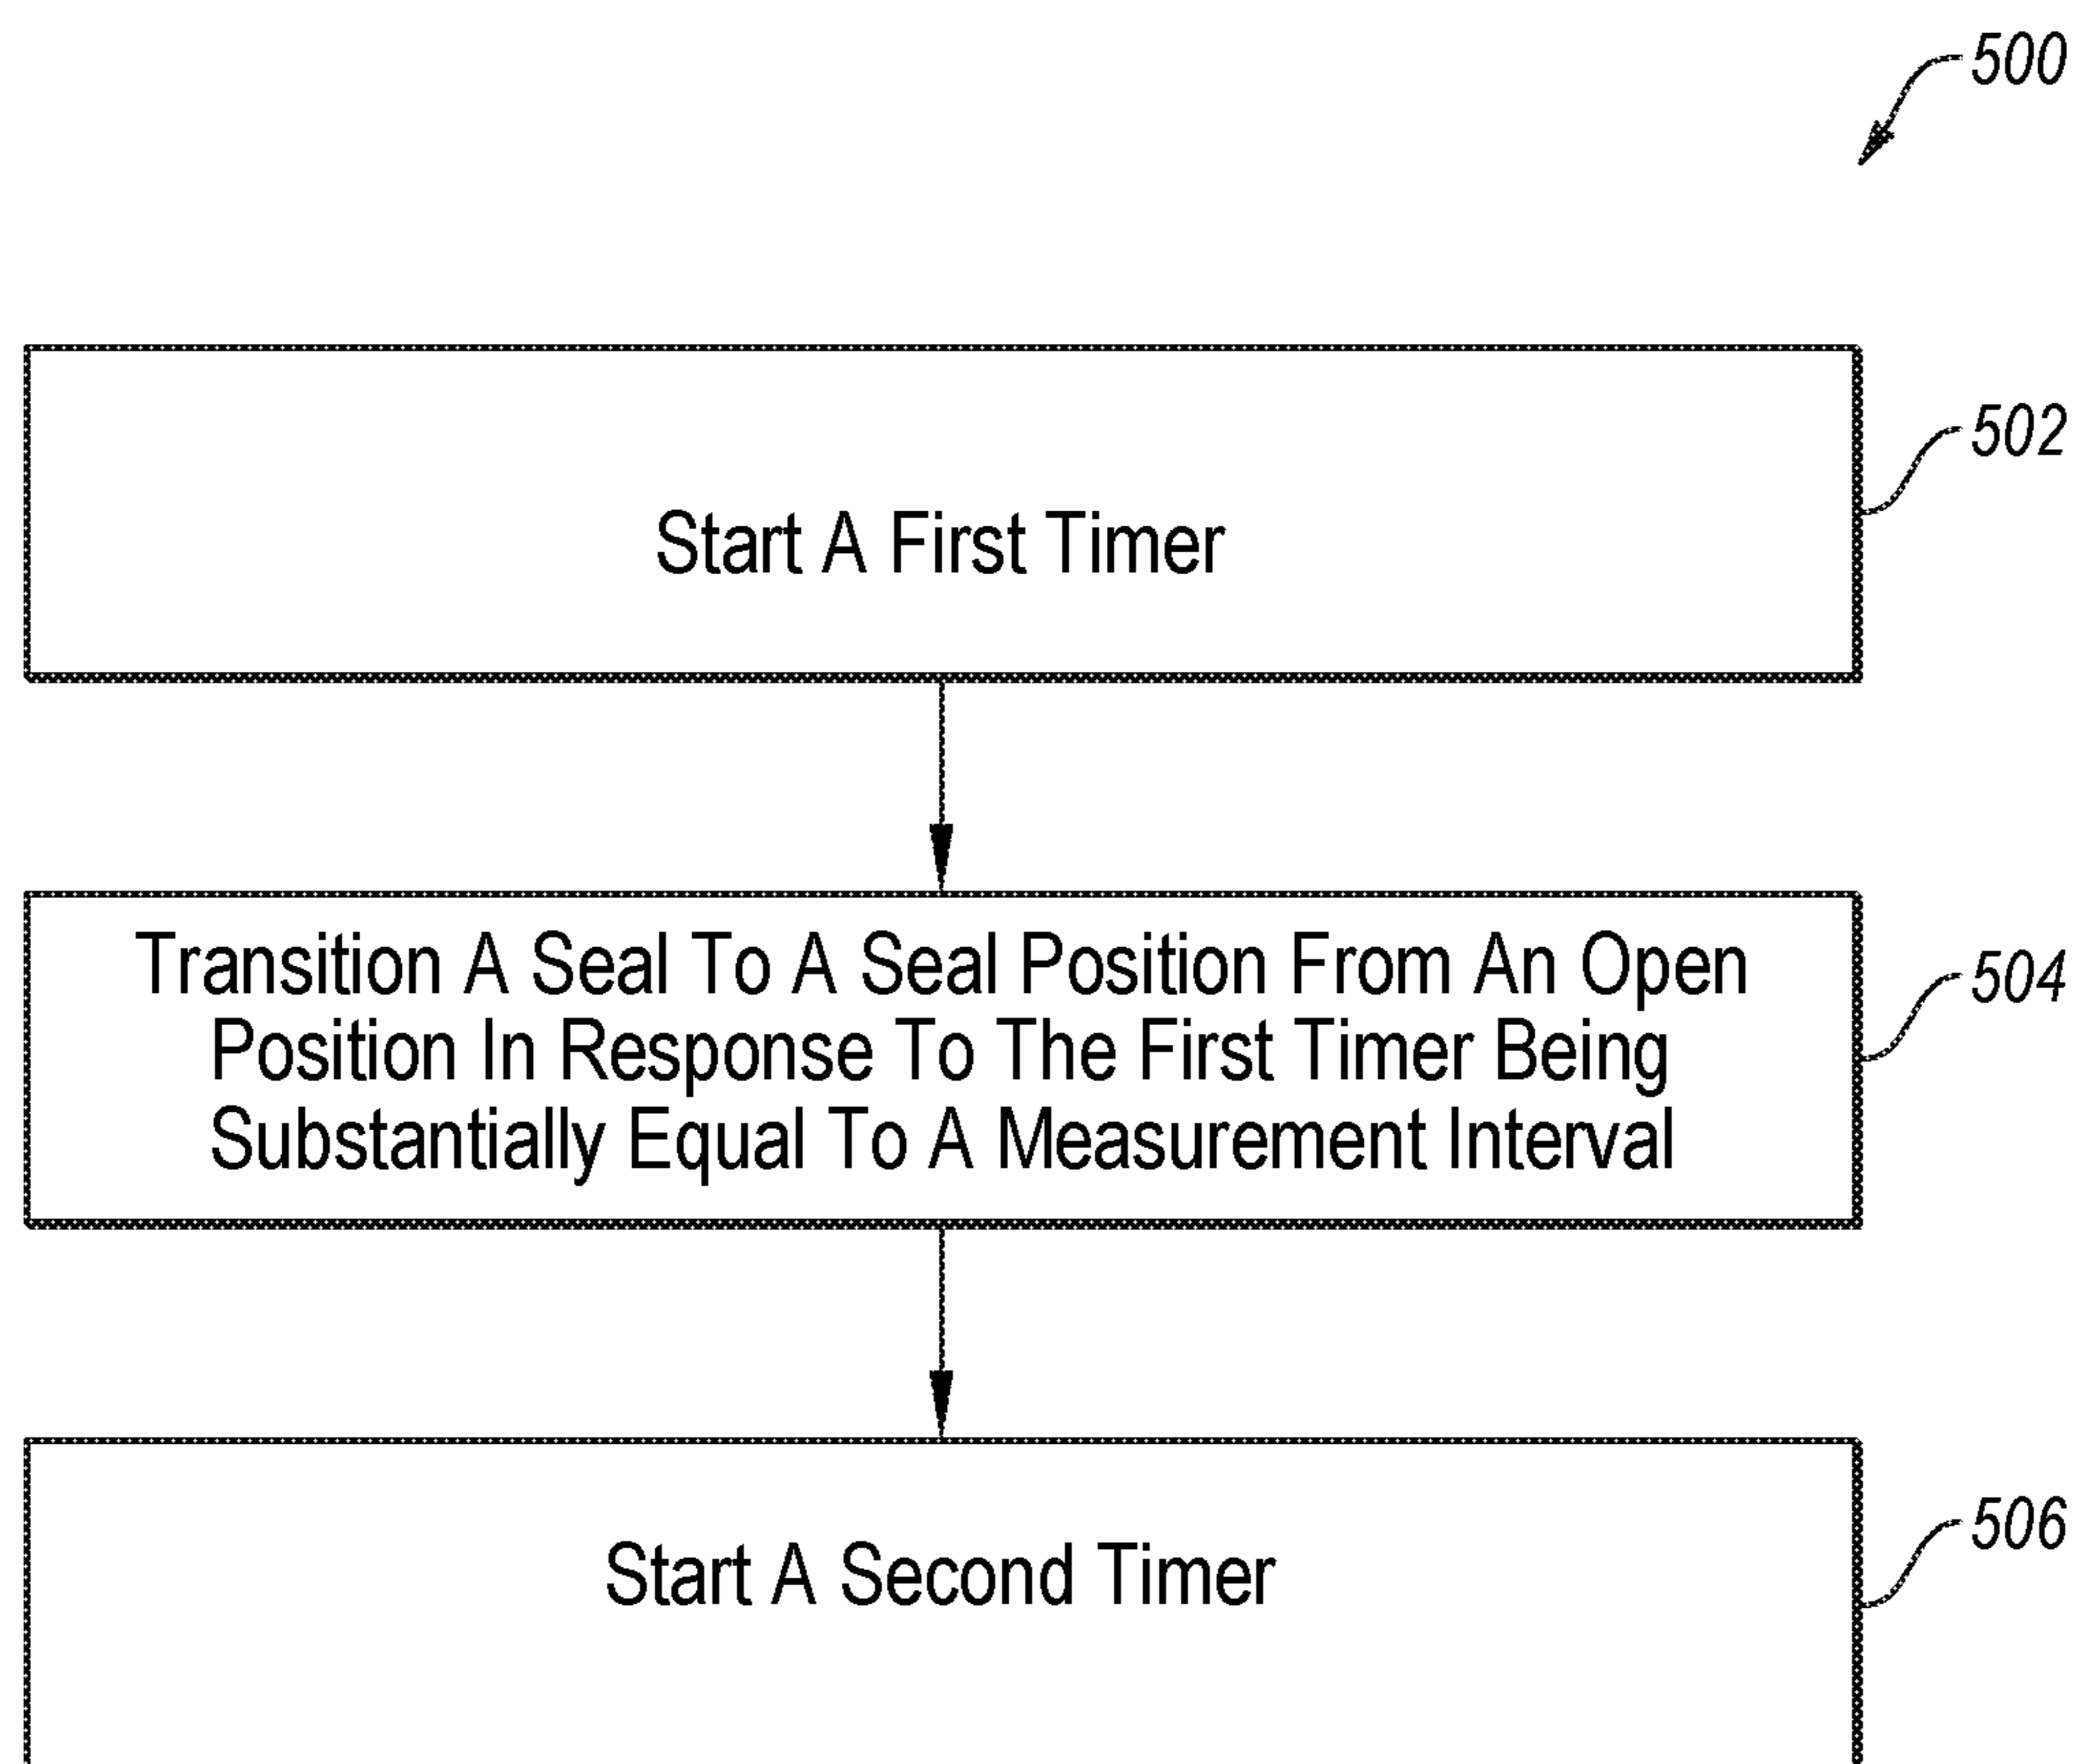 500
502
Start A First Timer
Transition A Seal To A Seal Position From An Open
Position In Response To The First Timer Being
Substantially Equal To A Measurement Interval
504
Start A Second Timer
506